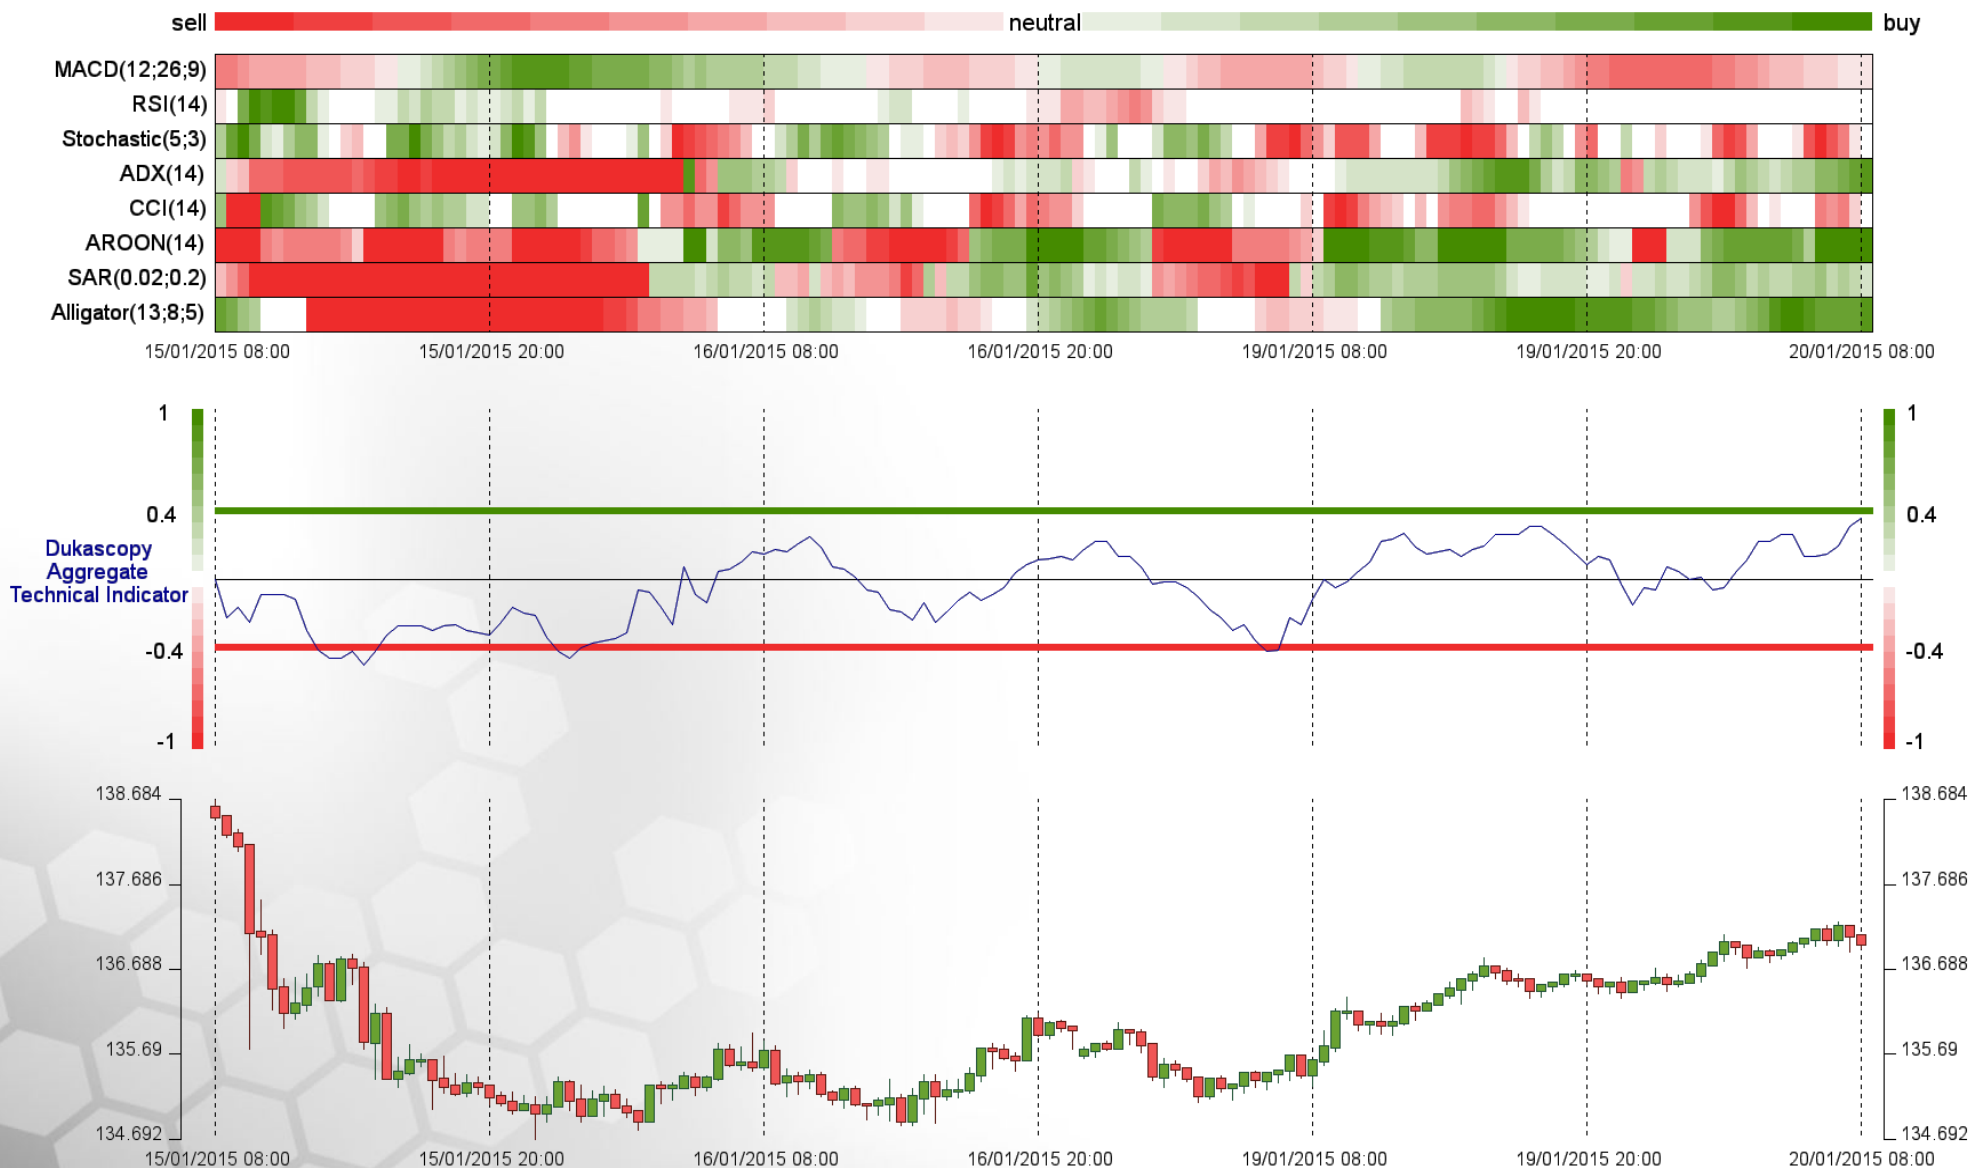 sell neutral buy
MACD(12;26;9)
RSI(14)
Stochastic(5;3)
ADX(14)
CCI(14)
AROON(14)
SAR(0.02;0.2)
Alligator(13;8;5)
15/01/2015 08:00 15/01/2015 20:00 16/01/2015 08:00 16/01/2015 20:00 19/01/2015 08:00 19/01/2015 20:00 20/01/2015 08:00
1 1
0.4 0.4
Dukascopy
Aggregate
Technical Indicator
-0.4 -0.4
-1 -1
138.684 138.684
137.686 137.686
136.688 136.688
135.69 135.69
134.692 134.692
15/01/2015 08:00 15/01/2015 20:00 16/01/2015 08:00 16/01/2015 20:00 19/01/2015 08:00 19/01/2015 20:00 20/01/2015 08:00